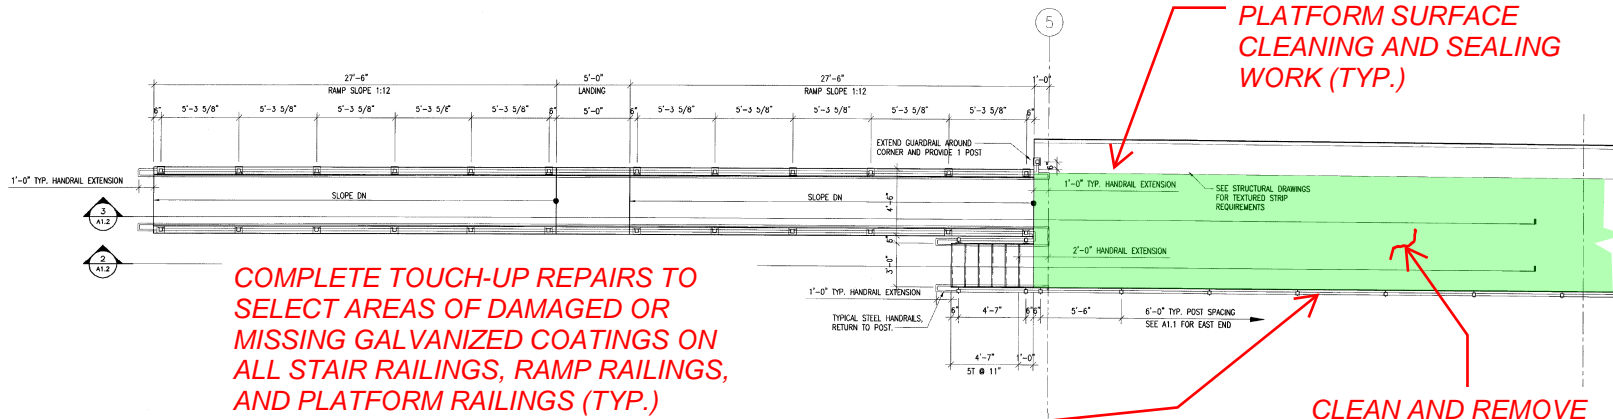 5
PLATFORM SURFACE
CLEANING AND SEALING
WORK (TYP.)
27'-6"
RAMP SLOPE 1:12
5'-0"
LANDING
27'-6"
RAMP SLOPE 1:12
1'-0"
6"
5'-3 5/8"
5'-3 5/8"
5'-3 5/8"
5'-3 5/8"
5'-3 5/8"
6"
5'-0"
6"
5'-3 5/8"
5'-3 5/8"
5'-3 5/8"
5'-3 5/8"
5'-3 5/8"
6"
EXTEND GUARDRAIL AROUND
CORNER AND PROVIDE 1 POST
6"
1'-0" TYP. HANDRAIL EXTENSION
1'-0" TYP. HANDRAIL EXTENSION
SEE STRUCTURAL DRAWINGS
FOR TEXTURED STRIP
REQUIREMENTS
SLOPE DN
SLOPE DN
4'-6"
3
A1.2
6"
2'-0" HANDRAIL EXTENSION
2
A1.2
3'-0"
COMPLETE TOUCH-UP REPAIRS TO
SELECT AREAS OF DAMAGED OR
MISSING GALVANIZED COATINGS ON
ALL STAIR RAILINGS, RAMP RAILINGS,
AND PLATFORM RAILINGS (TYP.)
1'-0" TYP. HANDRAIL EXTENSION
TYPICAL STEEL HANDRAILS,
RETURN TO POST.
6"
4'-7"
6"
6"
5'-6"
6'-0" TYP. POST SPACING
SEE A1.1 FOR EAST END
4'-7"
1'-0"
5T @ 11"
CLEAN AND REMOVE